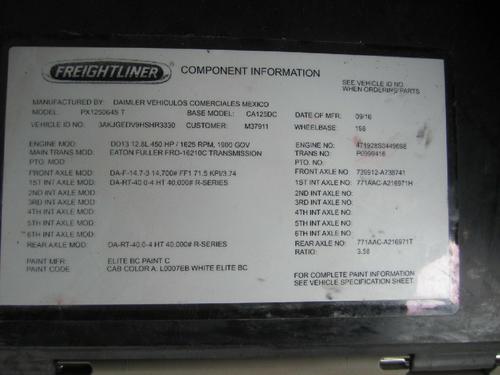 FREIGHTLINER COMPONENT INFORMATION
SEE VEHICLE ID NO.
WHEN ORDERING PARTS
MANUFACTURED BY: DAIMLER VEHICULOS COMERCIALES MEXICO DATE OF MFR: 09/16
MODEL: PX125064S T BASE MODEL: CA125DC
VEHICLE ID NO: 3AKJGEDV9HSHR3330 CUSTOMER: M37911 WHEELBASE 168
ENGINE MOD: DD13 12.8L 450 HP / 1625 RPM, 1900 GOV ENGINE NO: 471928S0449698
MAIN TRANS MOD: EATON FULLER FRO-16210C TRANSMISSION TRANS NO: P0999416
PTO: MOD PTO: NO:
FRONT AXLE MOD: DA-F-14.7-3 14,700# FF1 71.5 KPI/3.74 FRONT AXLE NO 739912-A738741
1ST INT AXLE MOD: DA-RT-40.0-4 HT 40,000# R-SERIES 1ST INT AXLE NO: 771AAC-A216971H
2ND INT AXLE MOD: 2ND INT AXLE NO:
3RD INT AXLE MOD: 3RD INT AXLE NO:
4TH INT AXLE MOD: 4TH INT AXLE NO:
5TH INT AXLE MOD: 5TH INT AXLE NO:
6TH INT AXLE MOD: 6TH INT AXLE NO:
REAR AXLE MOD: DA-RT-40.0-4 HT 40,000# R-SERIES REAR AXLE NO: 771AAC-A216971T
RATIO: 3.58
PAINT MFR: ELITE BC PAINT C
PAINT CODE CAB COLOR A: L0007EB WHITE ELITE BC
FOR COMPLETE PAINT INFORMATION
SEE VEHICLE SPECIFICATION SHEET.